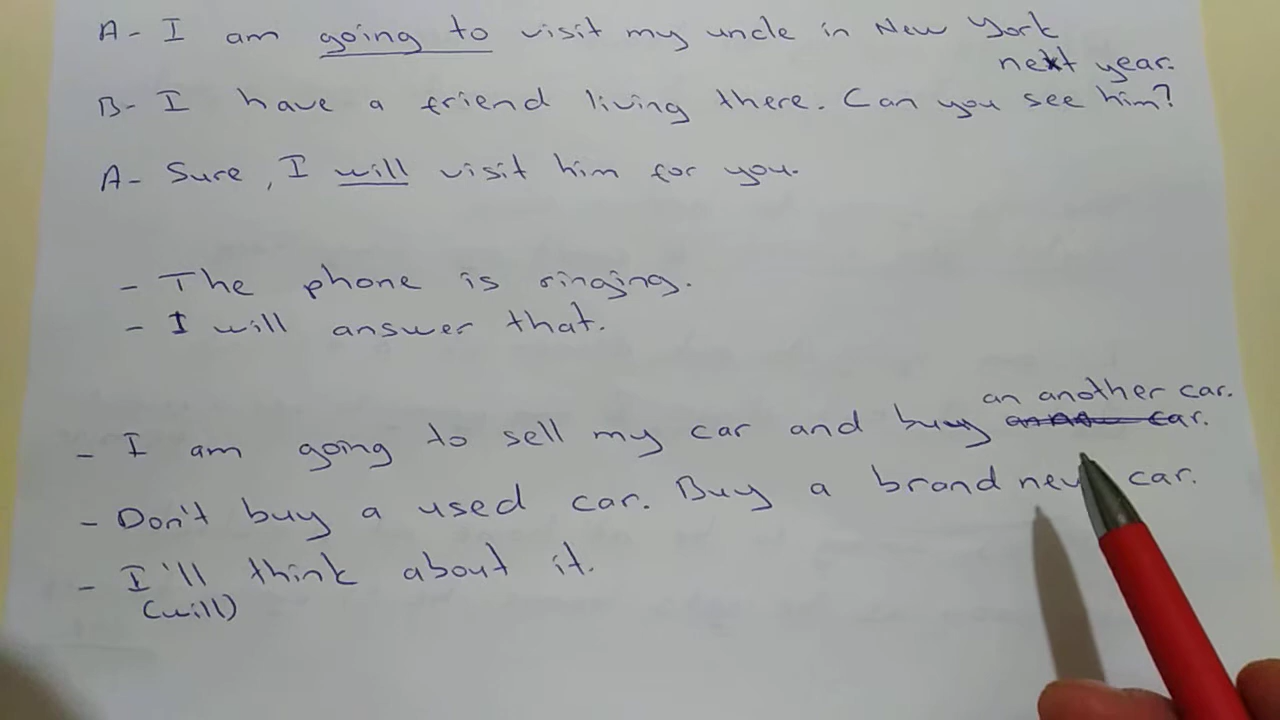 A- I am going to visit my uncle in New York
next year.
B- I have a friend living there. Can you see him?
A- Sure, I will visit him for you.
- The phone is ringing.
- I will answer that.
an another car.
- I am going to sell my car and buy car.
- Don't buy a used car. Buy a brand new car.
- I'll think about it.
(will)